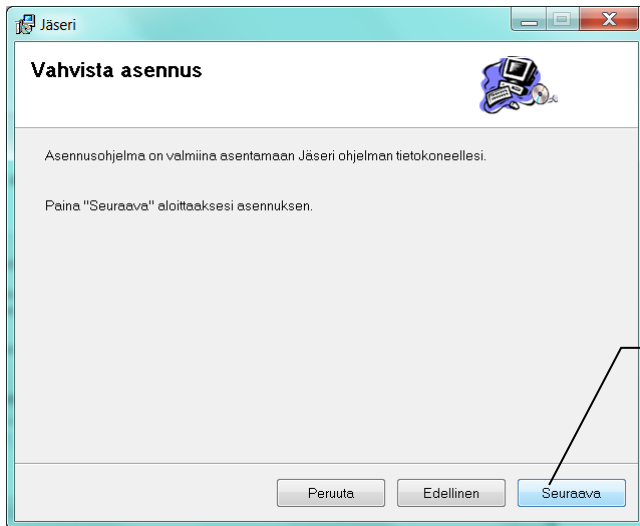 Jäseri
Vahvista asennus
Asennusohjelma on valmiina asentamaan Jäseri ohjelman tietokoneellesi.
Paina "Seuraava" aloittaaksesi asennuksen.
Peruuta
Edellinen
Seuraava